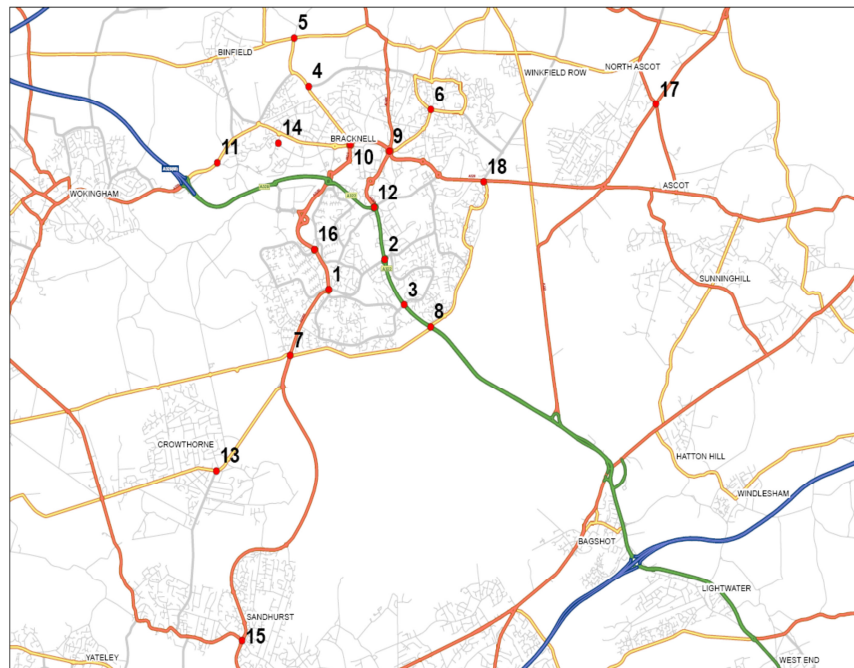 5
BINFIELD
NORTH ASCOT
WINKFIELD ROW
4
6
17
14
BRACKNELL
9
11
10
18
WOKINGHAM
ASCOT
12
16
2
SUNNINGHILL
1
3
8
7
CROWTHORNE
13
HATTON HILL
WINDLESHAM
BAGSHOT
LIGHTWATER
SANDHURST
15
YATELEY
WEST END